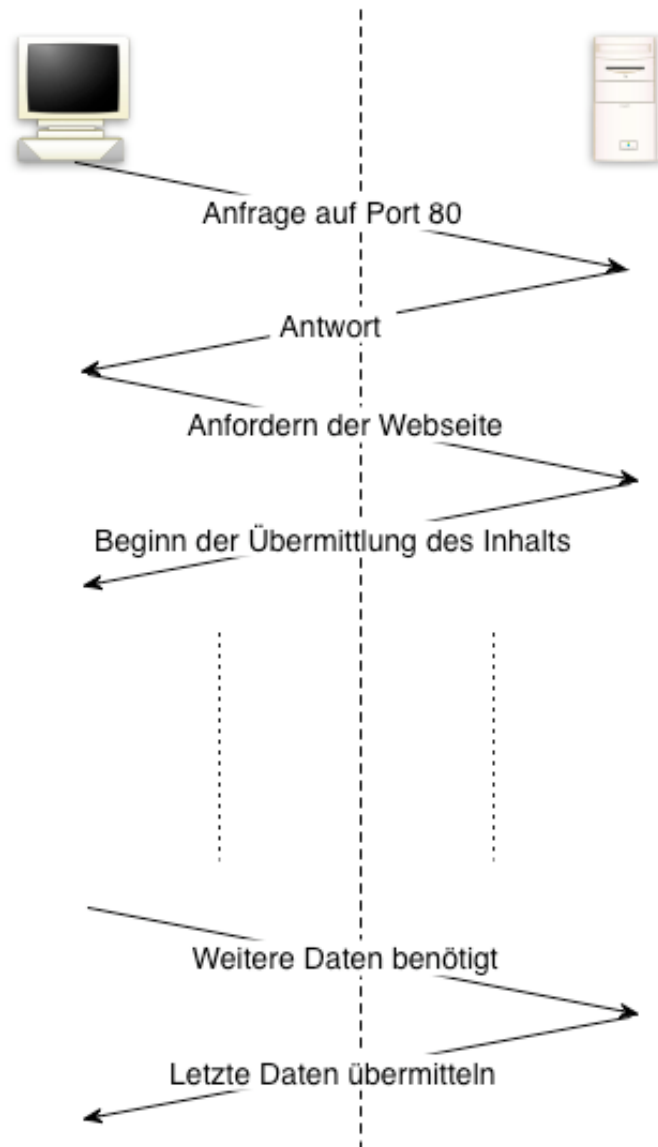 Anfrage auf Port 80
Antwort
Anfordern der Webseite
Beginn der Übermittlung des Inhalts
Weitere Daten benötigt
Letzte Daten übermitteln